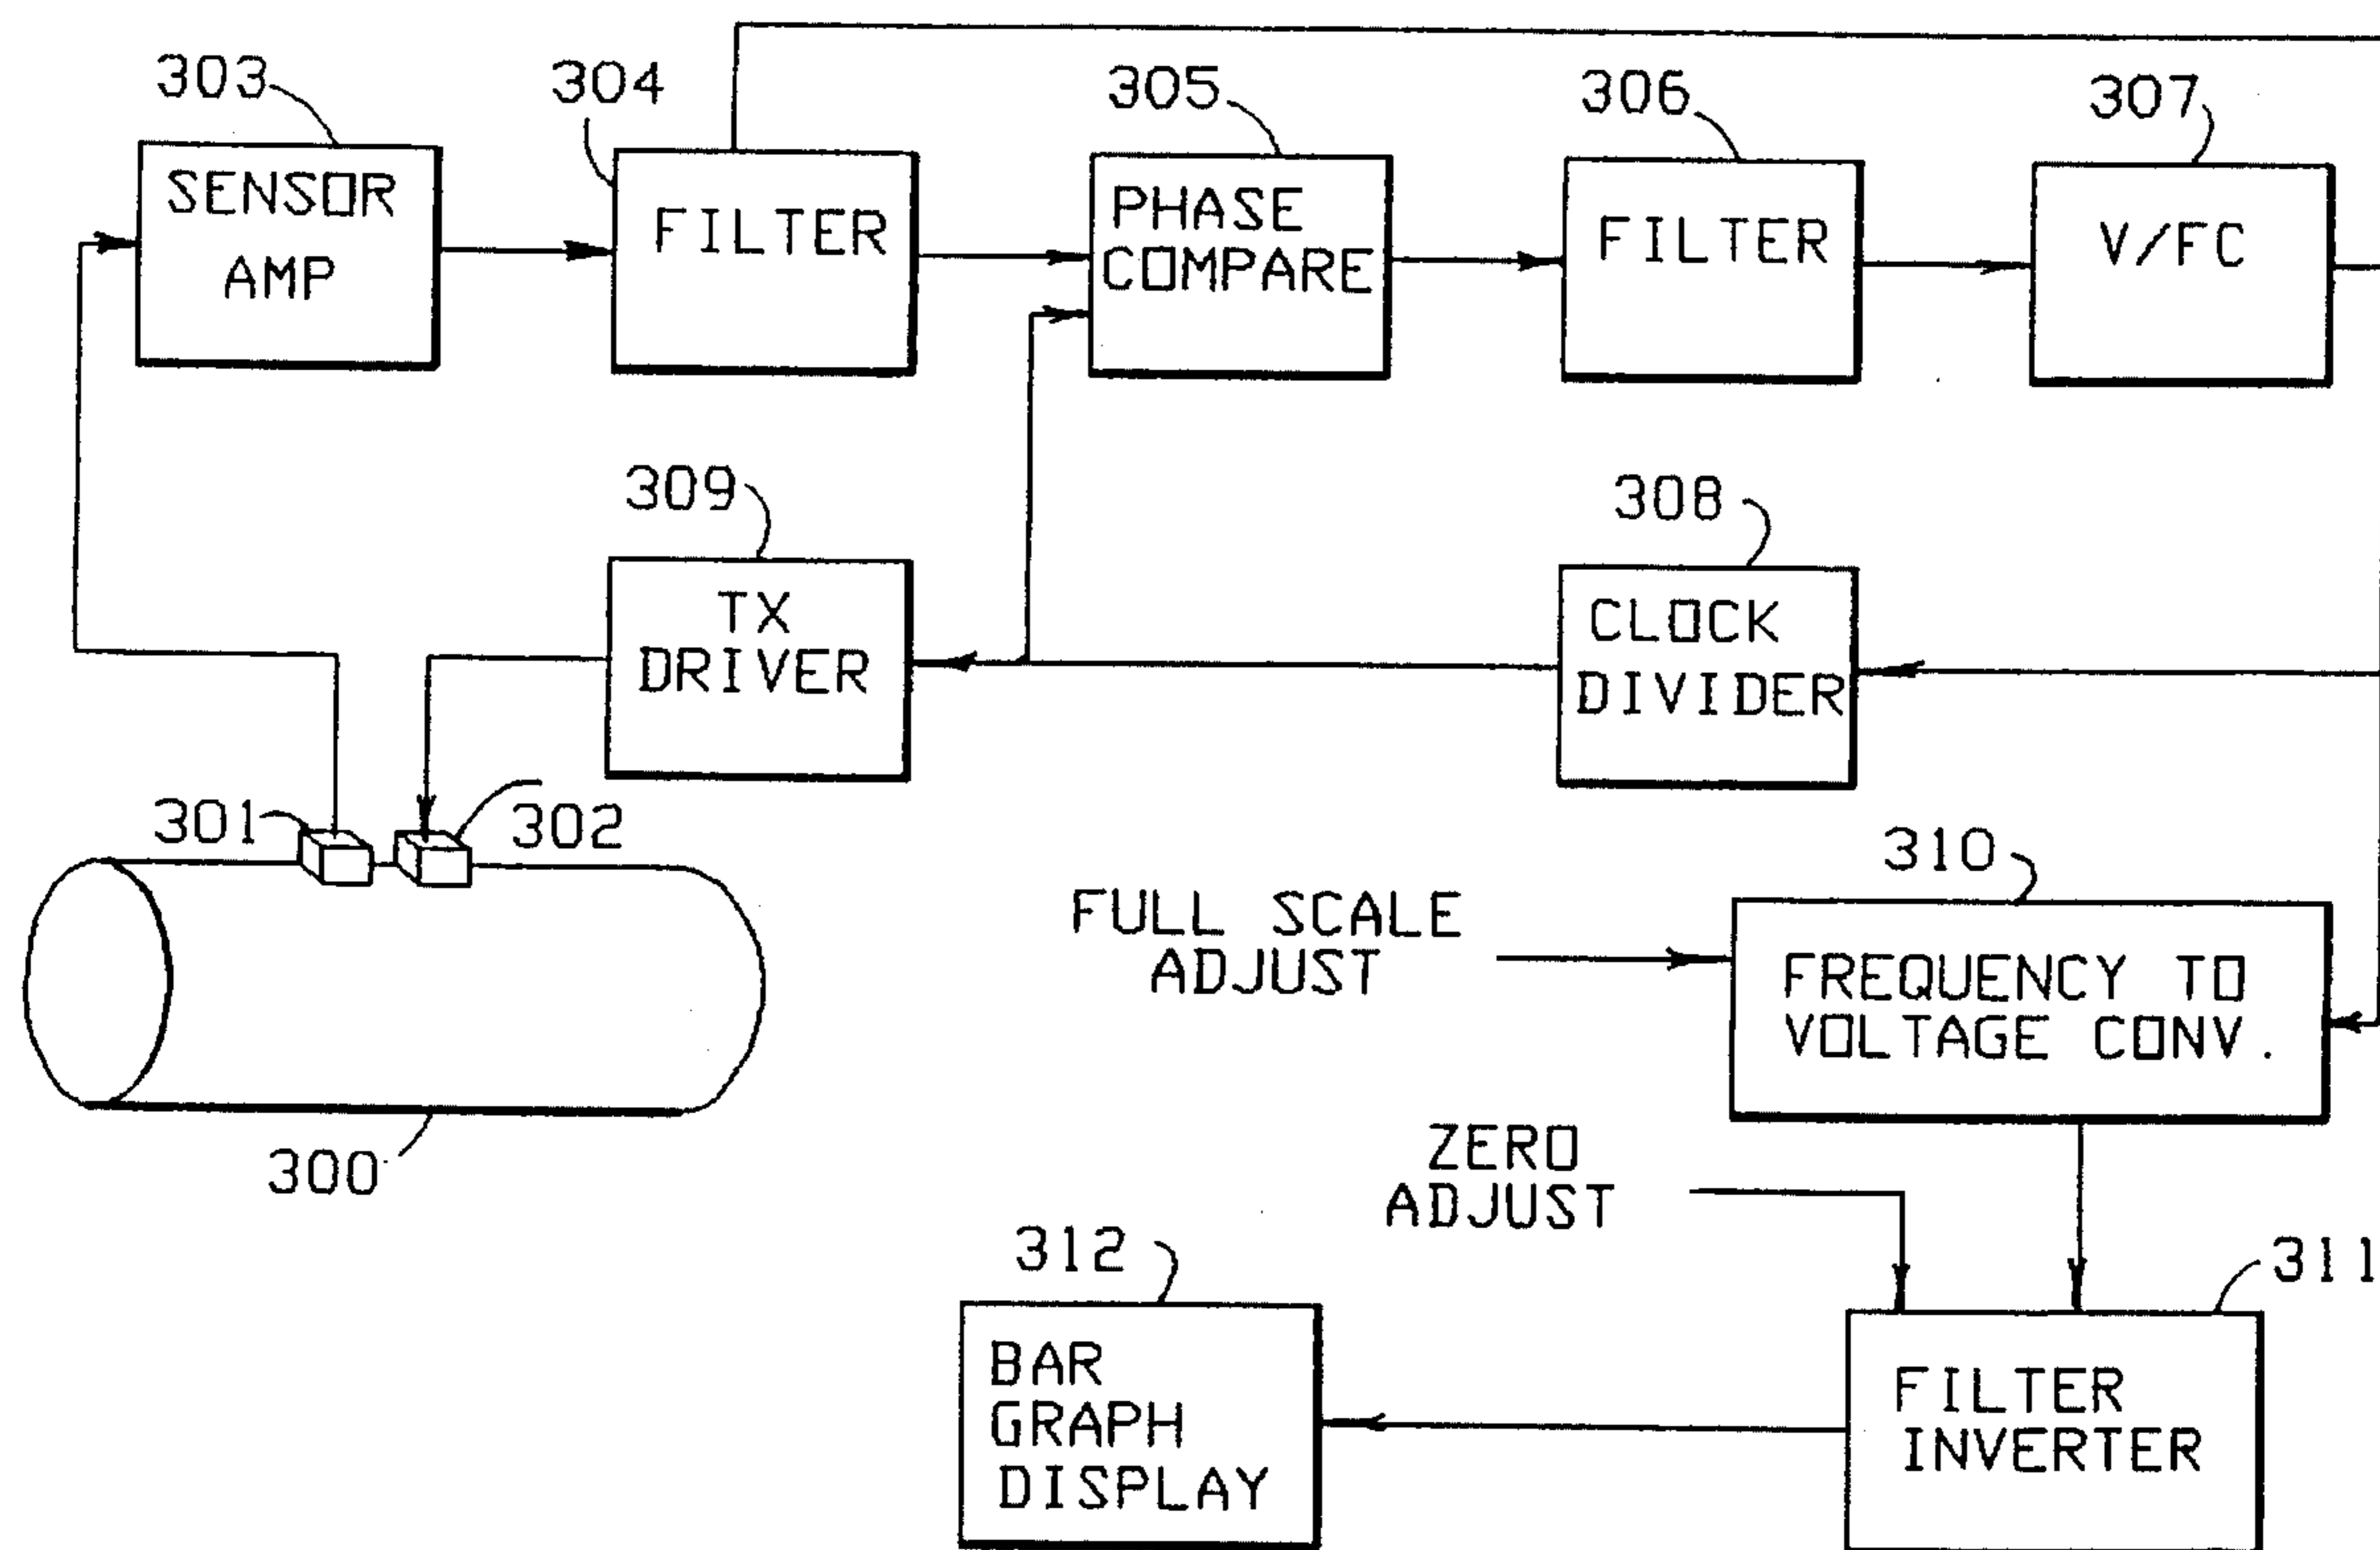 303
304
305
306
307
SENSOR
AMP
FILTER
PHASE
COMPARE
FILTER
V/FC
309
308
TX
DRIVER
CLOCK
DIVIDER
301
302
310
FULL SCALE
ADJUST
FREQUENCY TO
VOLTAGE CONV.
300
ZERO
ADJUST
312
311
BAR
GRAPH
DISPLAY
FILTER
INVERTER